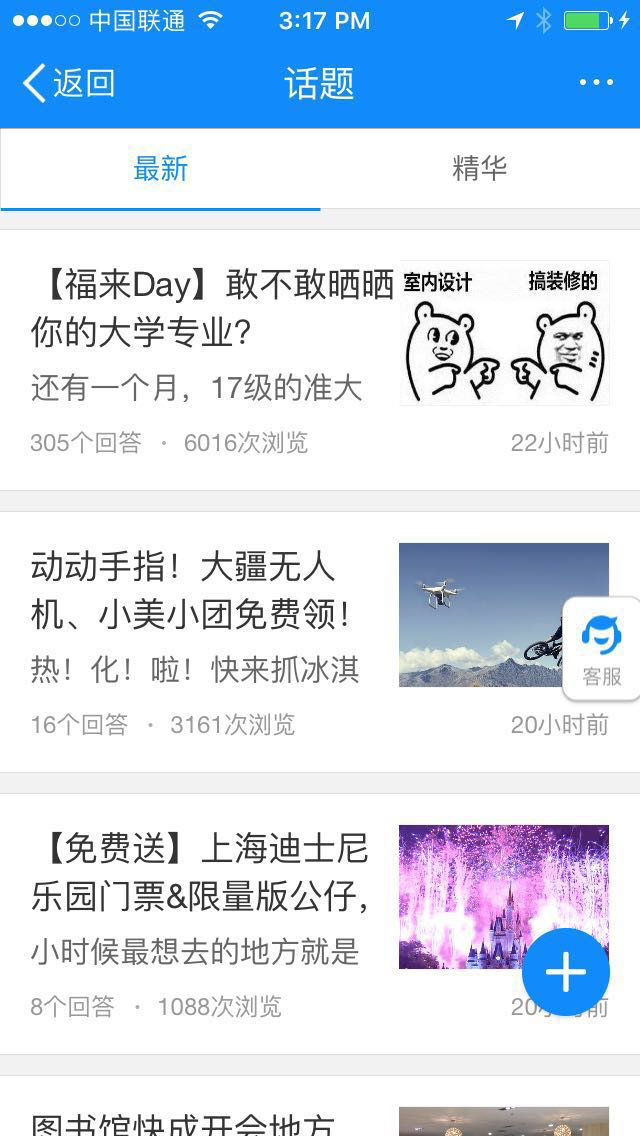 中国联通 3:17 PM
返回 话题
最新 精华
【福来Day】敢不敢晒晒
你的大学专业？
还有一个月，17级的准大
305个回答 · 6016次浏览 22小时前
室内设计 搞装修的
动动手指！大疆无人
机、小美小团免费领！
热！化！啦！快来抓冰淇
16个回答 · 3161次浏览 20小时前
客服
【免费送】上海迪士尼
乐园门票&限量版公仔，
小时候最想去的地方就是
8个回答 · 1088次浏览 20小时前
图书馆快成开会地方